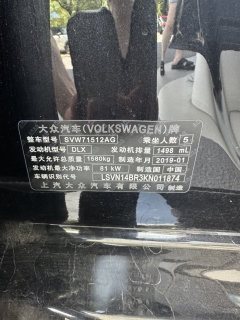 大众汽车(VOLKSWAGEN)牌
整车型号 SVW71512AG 乘坐人数 5
发动机型号 DLX 发动机排量 1498 mL
最大允许总质量 1680kg 制造年月 2019-01
发动机最大净功率 81 kW 制造国 中国
车辆识别代号 LSVN14BR3KN011874
上汽大众汽车有限公司 制造